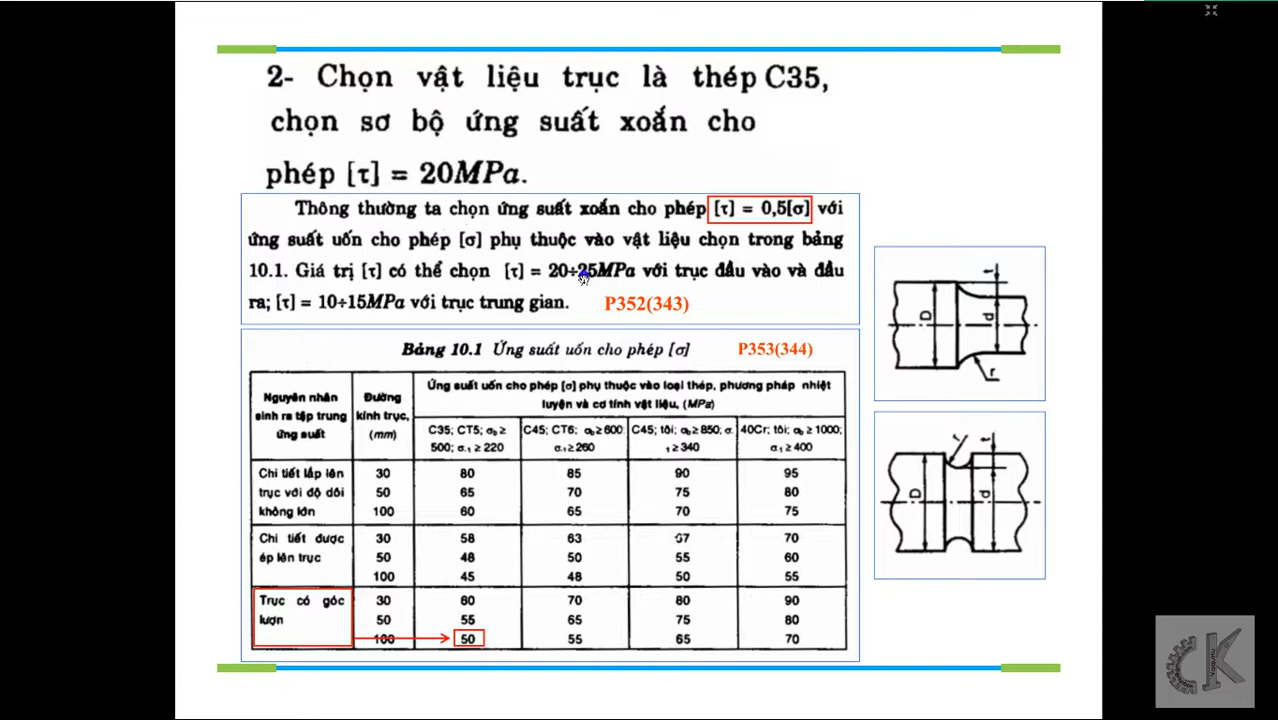 2- Chọn vật liệu trục là thép C35,
chọn sơ bộ ứng suất xoắn cho
phép [τ] = 20MPa.
Thông thường ta chọn ứng suất xoắn cho phép [τ] = 0,5[σ] với
ứng suất uốn cho phép [σ] phụ thuộc vào vật liệu chọn trong bảng
10.1. Giá trị [τ] có thể chọn [τ] = 20÷25MPa với trục đầu vào và đầu
ra; [τ] = 10÷15MPa với trục trung gian. P352(343)
Bảng 10.1 Ứng suất uốn cho phép [σ] P353(344)
Nguyên nhân sinh ra tập trung ứng suất
Đường kính trục, (mm)
Ứng suất uốn cho phép [σ] phụ thuộc vào loại thép, phương pháp nhiệt
luyện và cơ tính vật liệu, (MPa)
C35; CT5; σb ≥ 500; σ-1 ≥ 220
C45; CT6; σb ≥ 600 σ-1 ≥ 260
C45; tôi; σb ≥ 850; σ-1 ≥ 340
40Cr; tôi; σb ≥ 1000; σ-1 ≥ 400
Chi tiết lắp lên 30 80 85 90 95
trục với độ dôi 50 65 70 75 80
không lớn 100 60 65 70 75
Chi tiết được 30 58 63 67 70
ép lên trục 50 48 50 55 60
100 45 48 50 55
Trục có góc 30 60 70 80 90
lượn 50 55 65 75 80
100 50 55 65 70
t
D
d
r
r
t
D
d
CK